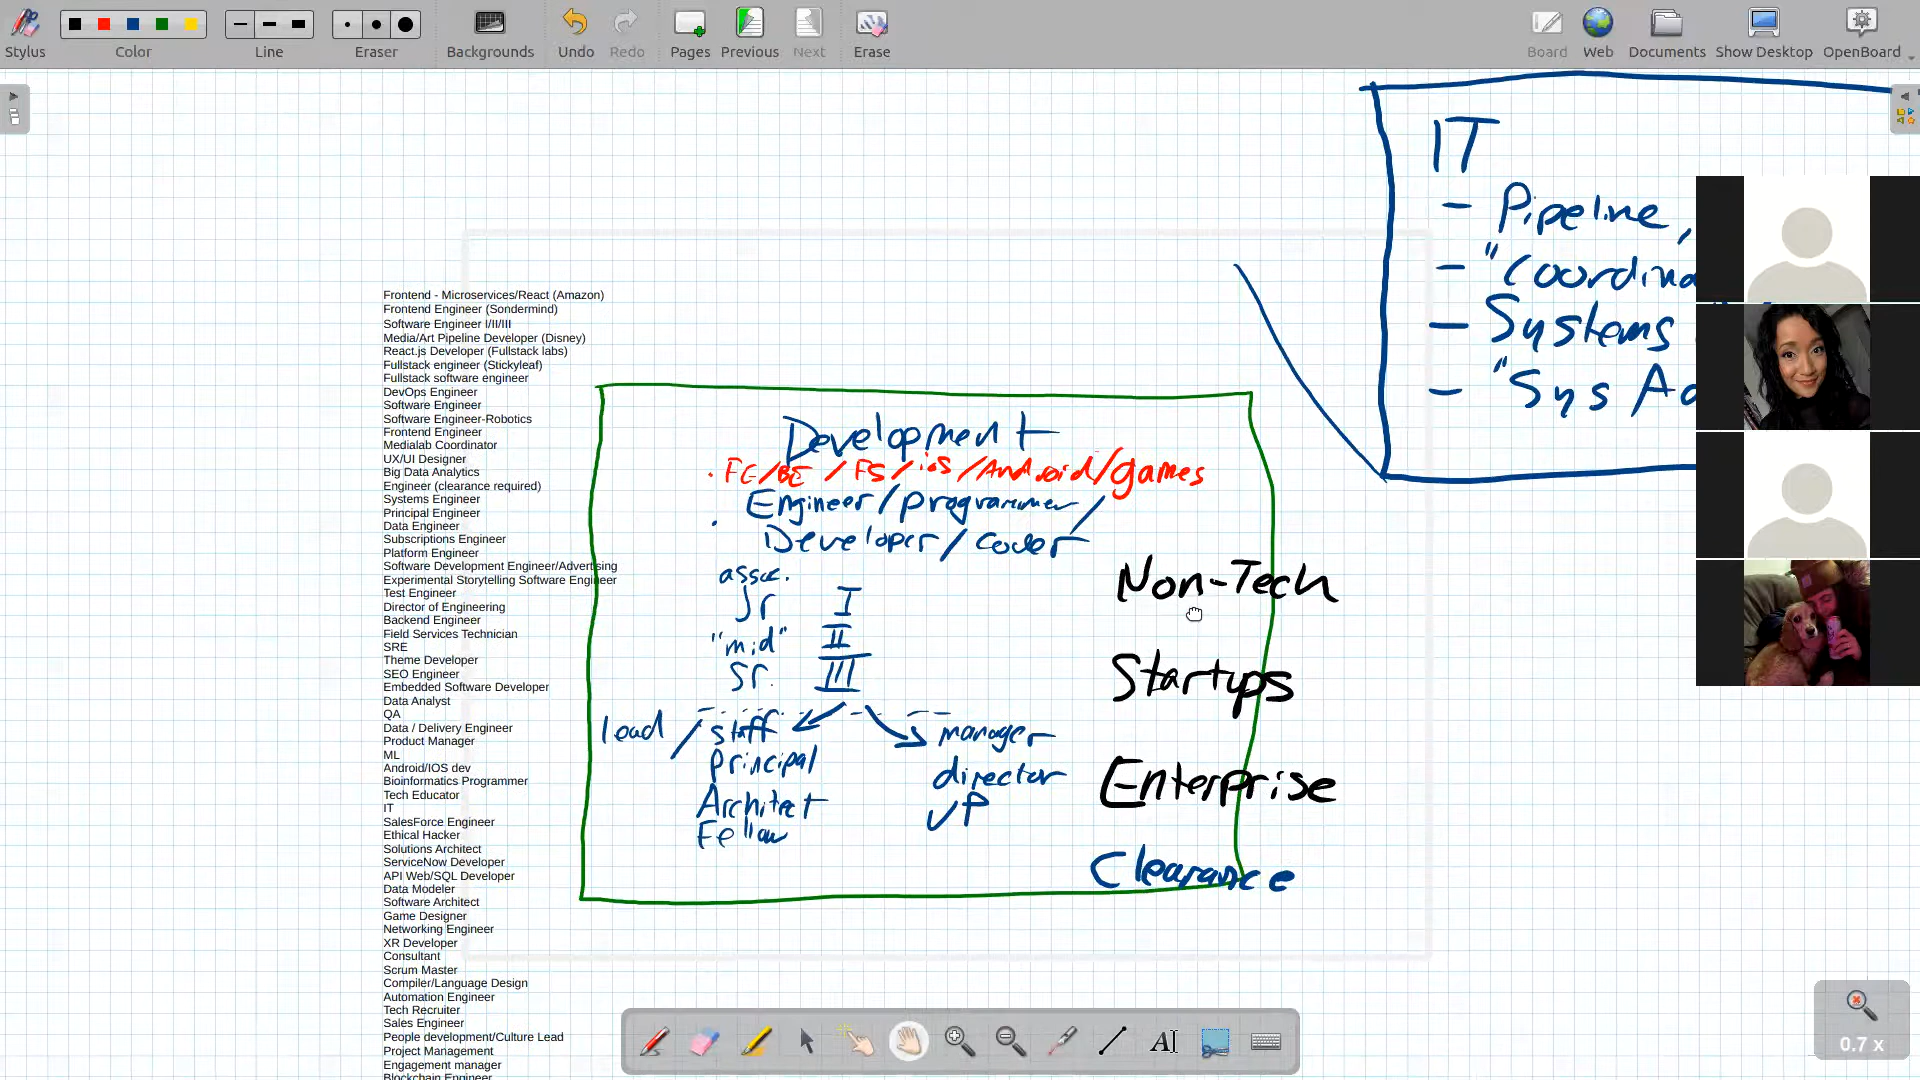 Stylus
Color
Line
Eraser
Backgrounds
Undo
Redo
Pages
Previous
Next
Erase
Board
Web
Documents
Show Desktop
OpenBoard
IT
- Pipeline,
- "Coordina
- Systems
- "Sys Ad
Frontend - Microservices/React (Amazon)
Frontend Engineer (Sondermind)
Software Engineer I/II/III
Media/Art Pipeline Developer (Disney)
React.js Developer (Fullstack labs)
Fullstack engineer (Stickyleaf)
Fullstack software engineer
DevOps Engineer
Software Engineer
Software Engineer-Robotics
Frontend Engineer
Medialab Coordinator
UX/UI Designer
Big Data Analytics
Engineer (clearance required)
Systems Engineer
Principal Engineer
Data Engineer
Subscriptions Engineer
Platform Engineer
Software Development Engineer/Advertising
Experimental Storytelling Software Engineer
Test Engineer
Director of Engineering
Backend Engineer
Field Services Technician
SRE
Theme Developer
SEO Engineer
Embedded Software Developer
Data Analyst
QA
Data / Delivery Engineer
Product Manager
ML
Android/IOS dev
Bioinformatics Programmer
Tech Educator
IT
SalesForce Engineer
Ethical Hacker
Solutions Architect
ServiceNow Developer
API Web/SQL Developer
Data Modeler
Software Architect
Game Designer
Networking Engineer
XR Developer
Consultant
Scrum Master
Compiler/Language Design
Automation Engineer
Tech Recruiter
Sales Engineer
People development/Culture Lead
Project Management
Engagement manager
Blockchain Engineer
Development
· FE/BE/FS/iOS/Android/games
· Engineer/programmer/
Developer/coder
assoc.
Jr I
"mid" II
Sr. III
lead / staff
Principal
Architect
Fellow
manager
director
VP
Non-Tech
Startups
Enterprise
Clearance
0.7 x